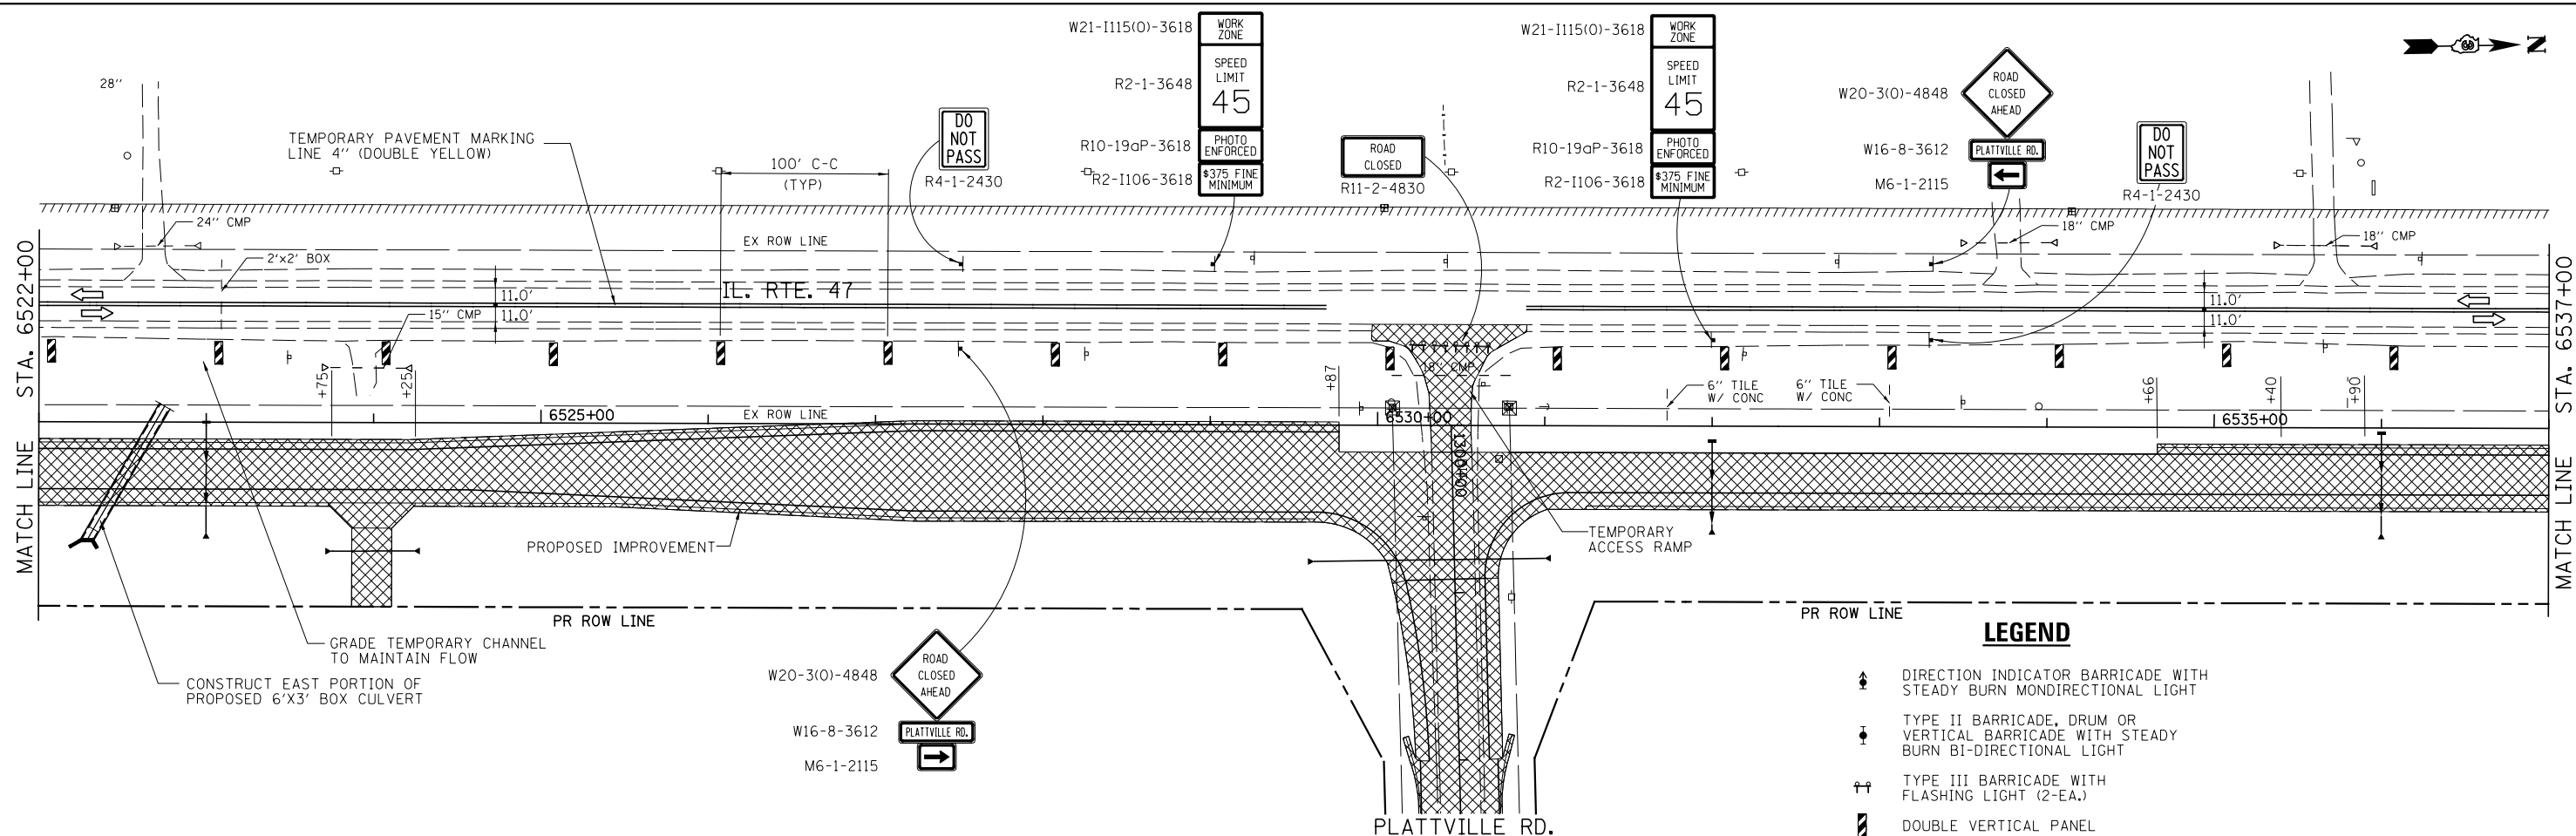 W21-I115(O)-3618
WORK
ZONE
R2-1-3648
SPEED
LIMIT
45
R10-19aP-3618
PHOTO
ENFORCED
R2-I106-3618
$375 FINE
MINIMUM
W21-I115(O)-3618
WORK
ZONE
R2-1-3648
SPEED
LIMIT
45
R10-19aP-3618
PHOTO
ENFORCED
R2-I106-3618
$375 FINE
MINIMUM
W20-3(O)-4848
ROAD
CLOSED
AHEAD
W16-8-3612
PLATTVILLE RD.
M6-1-2115
DO
NOT
PASS
R4-1-2430
N
28"
TEMPORARY PAVEMENT MARKING
LINE 4" (DOUBLE YELLOW)
100' C-C
(TYP)
DO
NOT
PASS
R4-1-2430
ROAD
CLOSED
R11-2-4830
24" CMP
EX ROW LINE
18" CMP
18" CMP
2'x2' BOX
11.0'
11.0'
IL. RTE. 47
15" CMP
11.0'
11.0'
MATCH LINE STA. 6522+00
MATCH LINE STA. 6537+00
+75
+25
+87
18" CMP
6" TILE
W/ CONC
6" TILE
W/ CONC
+66
+40
+90
6525+00
EX ROW LINE
6530+00
6535+00
1300+00
PROPOSED IMPROVEMENT
TEMPORARY
ACCESS RAMP
PR ROW LINE
PR ROW LINE
GRADE TEMPORARY CHANNEL
TO MAINTAIN FLOW
CONSTRUCT EAST PORTION OF
PROPOSED 6'X3' BOX CULVERT
W20-3(O)-4848
ROAD
CLOSED
AHEAD
W16-8-3612
PLATTVILLE RD.
M6-1-2115
PLATTVILLE RD.
LEGEND
DIRECTION INDICATOR BARRICADE WITH
STEADY BURN MONDIRECTIONAL LIGHT
TYPE II BARRICADE, DRUM OR
VERTICAL BARRICADE WITH STEADY
BURN BI-DIRECTIONAL LIGHT
TYPE III BARRICADE WITH
FLASHING LIGHT (2-EA.)
DOUBLE VERTICAL PANEL